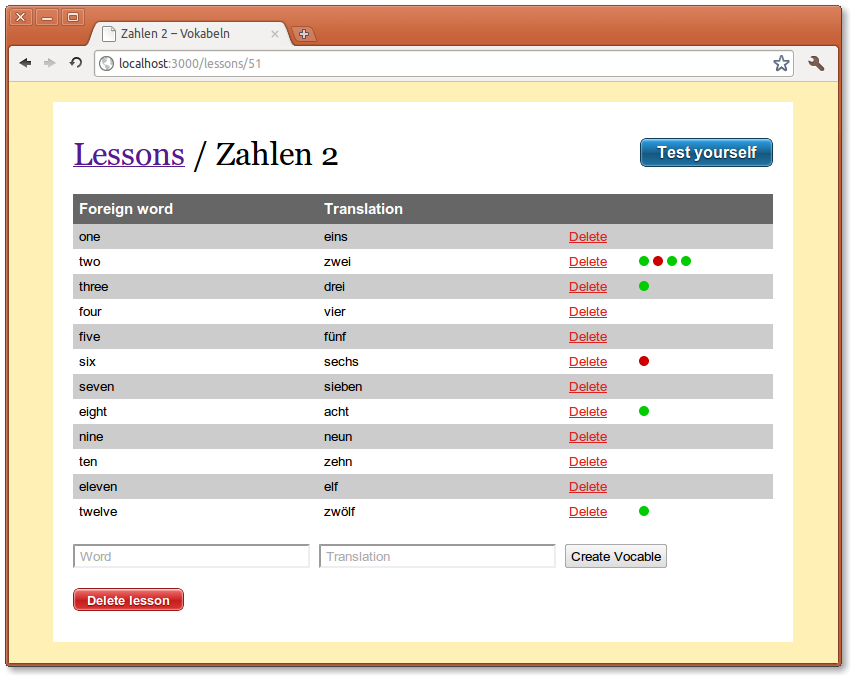 Zahlen 2 – Vokabeln
localhost:3000/lessons/51
Lessons / Zahlen 2
Test yourself
Foreign word Translation
one eins Delete
two zwei Delete
three drei Delete
four vier Delete
five fünf Delete
six sechs Delete
seven sieben Delete
eight acht Delete
nine neun Delete
ten zehn Delete
eleven elf Delete
twelve zwölf Delete
Word Translation Create Vocable
Delete lesson